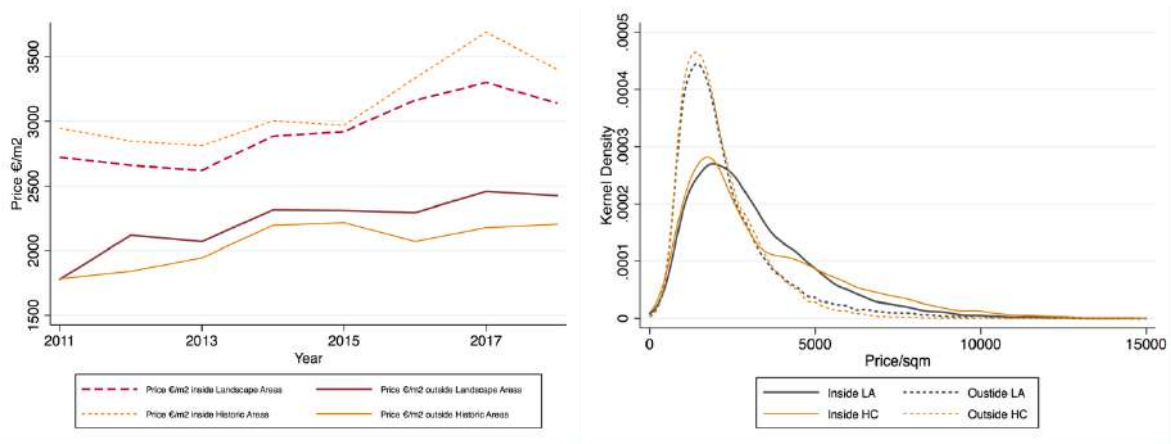 Price €/m2
3500
3000
2500
2000
1500
2011
2013
2015
2017
Year
Price €/m2 inside Landscape Areas
Price €/m2 outside Landscape Areas
Price €/m2 inside Historic Areas
Price €/m2 outside Historic Areas
Kernel Density
.0005
.0004
.0003
.0002
.0001
0
0
5000
10000
15000
Price/sqm
Inside LA
Oustide LA
Inside HC
Outside HC